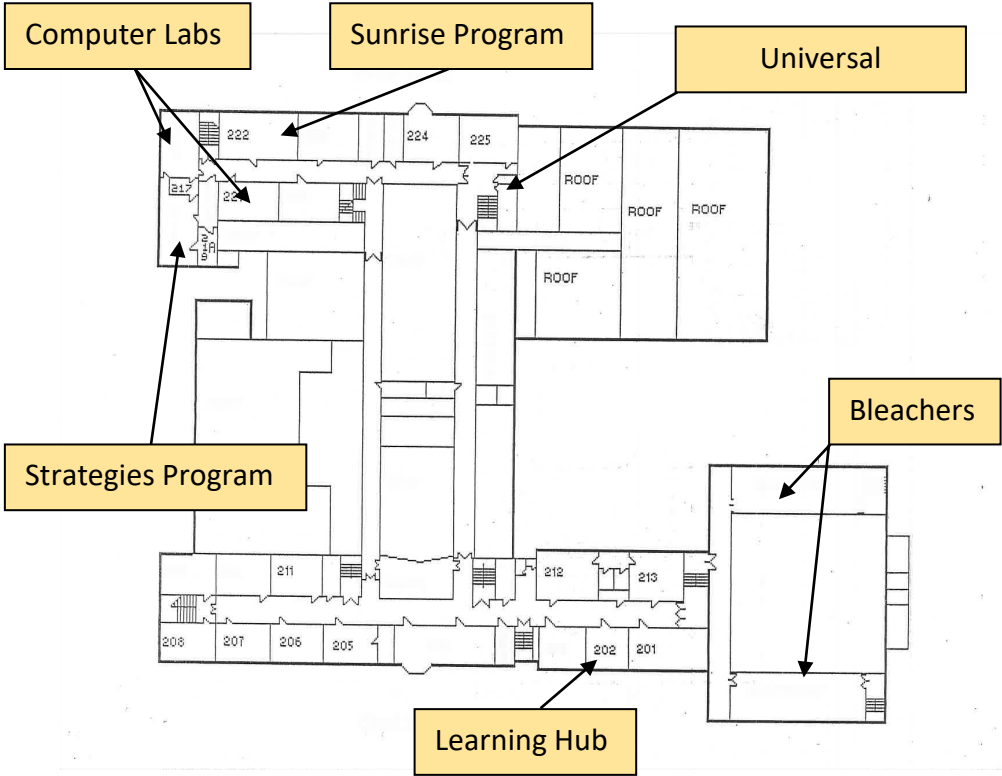 Computer Labs
Sunrise Program
Universal
222
224
225
217
ROOF
ROOF
ROOF
ROOF
Strategies Program
Bleachers
211
212
213
208
207
206
205
202
201
Learning Hub